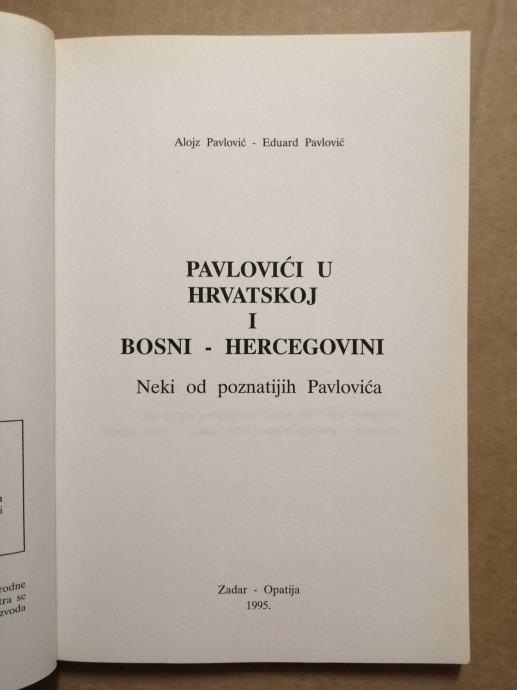 Alojz Pavlović - Eduard Pavlović
PAVLOVIĆI U
HRVATSKOJ
I
BOSNI - HERCEGOVINI
Neki od poznatijih Pavlovića
Zadar - Opatija
1995.